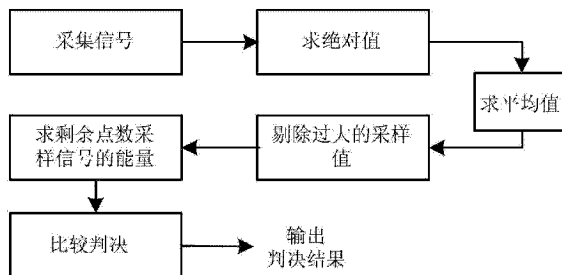 采集信号
求绝对值
求平均值
剔除过大的采样
值
求剩余点数采
样信号的能量
比较判决
输出
判决结果